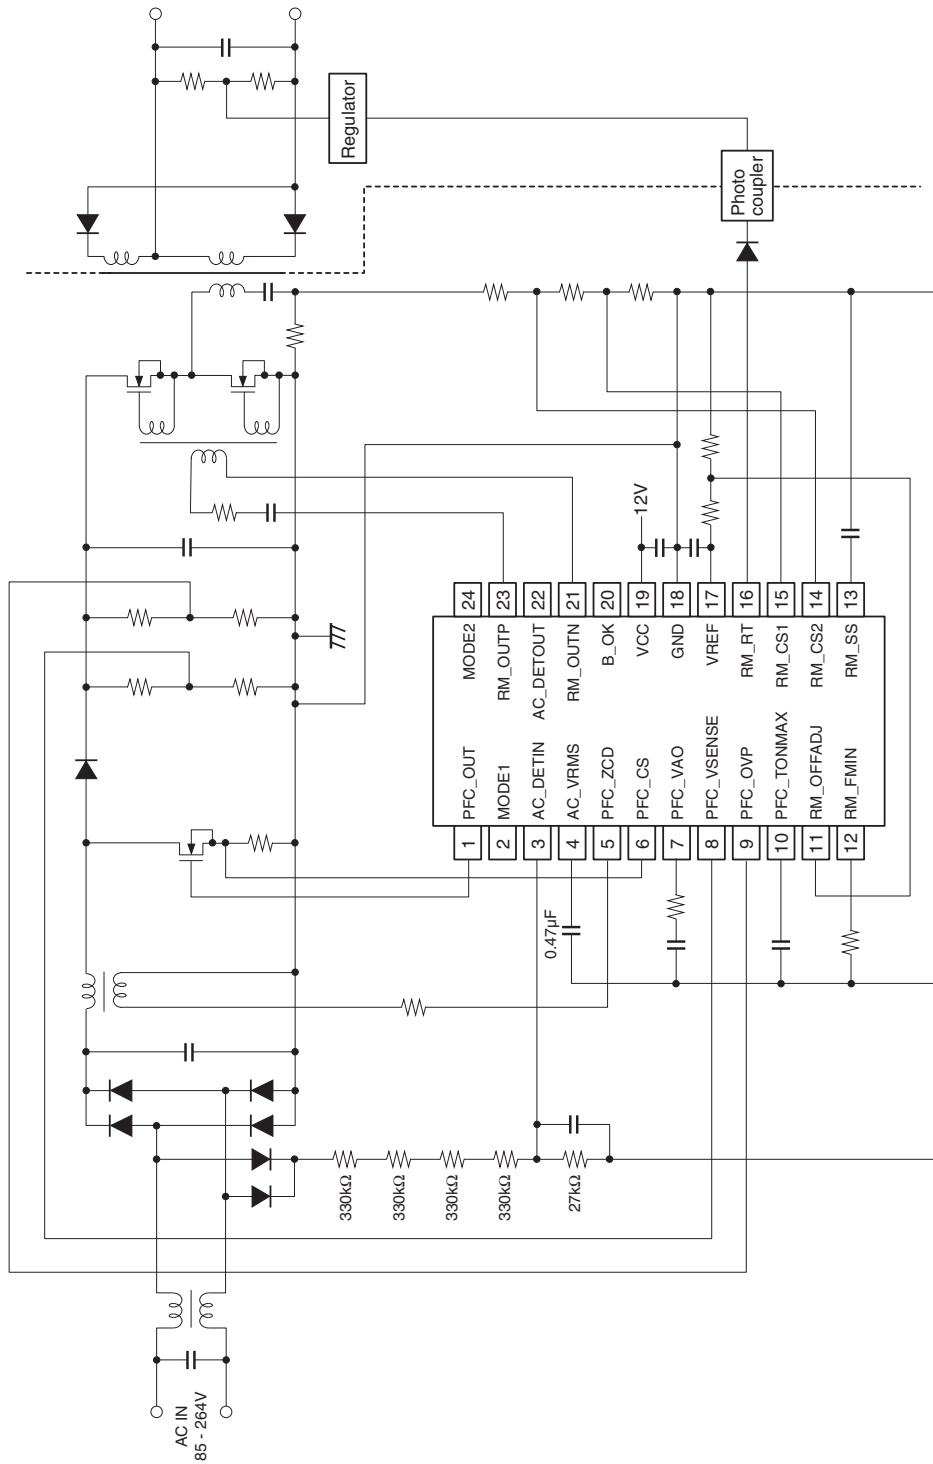 AC IN
85 - 264V
330kΩ
330kΩ
330kΩ
330kΩ
27kΩ
0.47µF
12V
Regulator
Photo
coupler
1
PFC_OUT
2
MODE1
3
AC_DETIN
4
AC_VRMS
5
PFC_ZCD
6
PFC_CS
7
PFC_VAO
8
PFC_VSENSE
9
PFC_OVP
10
PFC_TONMAX
11
RM_OFFADJ
12
RM_FMIN
24
MODE2
23
RM_OUTP
22
AC_DETOUT
21
RM_OUTN
20
B_OK
19
VCC
18
GND
17
VREF
16
RM_RT
15
RM_CS1
14
RM_CS2
13
RM_SS